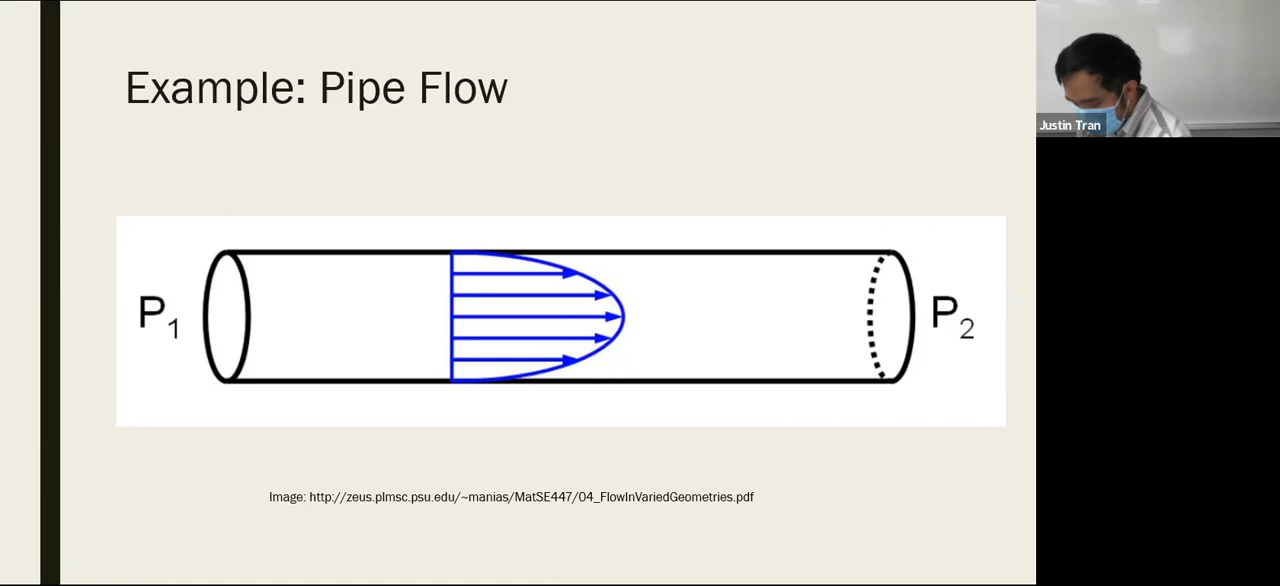 Example: Pipe Flow
P1
P2
Image: http://zeus.plmsc.psu.edu/~manias/MatSE447/04_FlowInVariedGeometries.pdf
Justin Tran